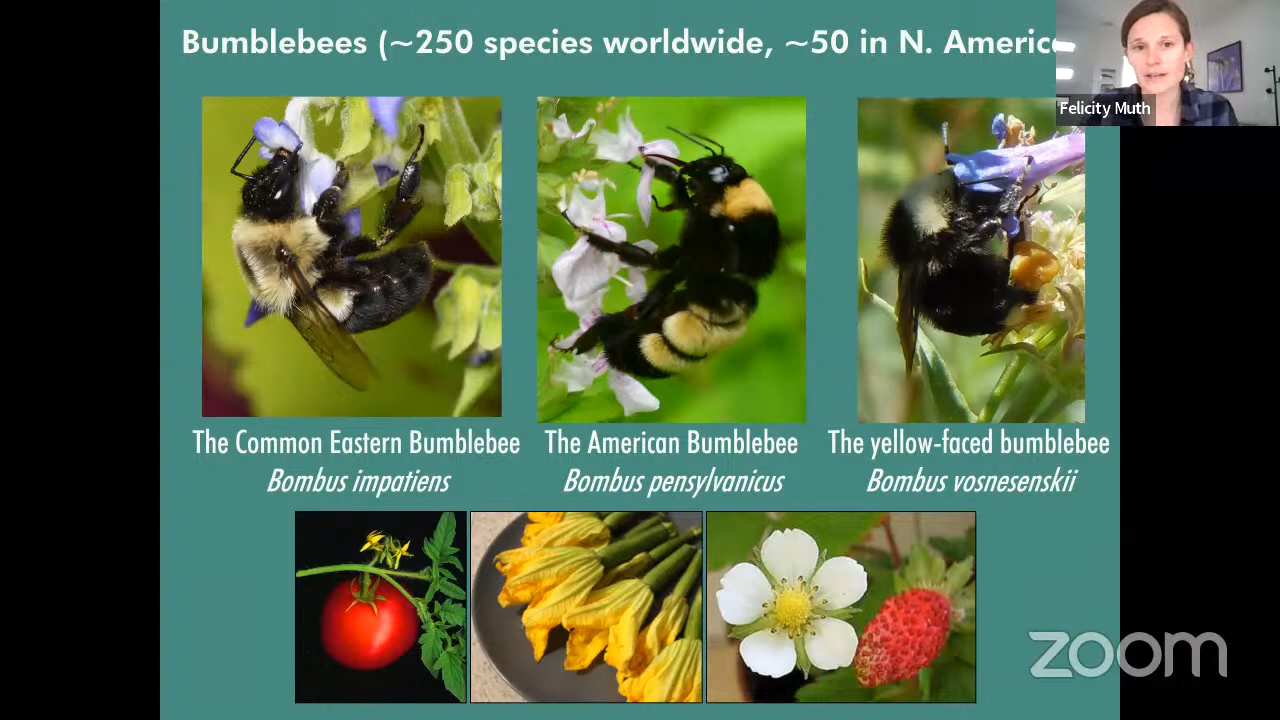 Bumblebees (~250 species worldwide, ~50 in N. Americ
Felicity Muth
The Common Eastern Bumblebee
Bombus impatiens
The American Bumblebee
Bombus pensylvanicus
The yellow-faced bumblebee
Bombus vosnesenskii
zoom